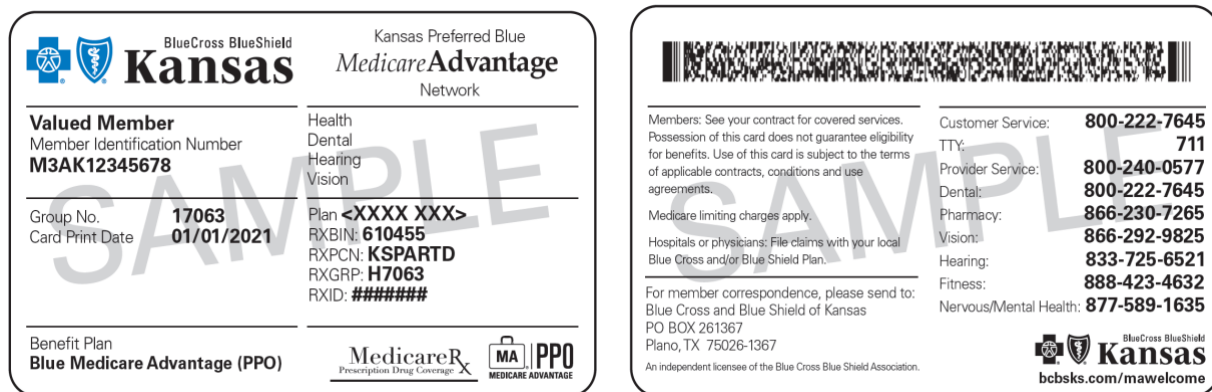 BlueCross BlueShield
Kansas
Kansas Preferred Blue
MedicareAdvantage
Network
Valued Member
Member Identification Number
M3AK12345678
Health
Dental
Hearing
Vision
Group No. 17063
Card Print Date 01/01/2021
Plan <XXXX XXX>
RXBIN: 610455
RXPCN: KSPARTD
RXGRP: H7063
RXID: #######
Benefit Plan
Blue Medicare Advantage (PPO)
MedicareRx
Prescription Drug Coverage
MA PPO
MEDICARE ADVANTAGE
SAMPLE
Members: See your contract for covered services.
Possession of this card does not guarantee eligibility
for benefits. Use of this card is subject to the terms
of applicable contracts, conditions and use
agreements.
Medicare limiting charges apply.
Hospitals or physicians: File claims with your local
Blue Cross and/or Blue Shield Plan.
For member correspondence, please send to:
Blue Cross and Blue Shield of Kansas
PO BOX 261367
Plano, TX 75026-1367
An independent licensee of the Blue Cross Blue Shield Association.
Customer Service: 800-222-7645
TTY: 711
Provider Service: 800-240-0577
Dental: 800-222-7645
Pharmacy: 866-230-7265
Vision: 866-292-9825
Hearing: 833-725-6521
Fitness: 888-423-4632
Nervous/Mental Health: 877-589-1635
BlueCross BlueShield
Kansas
bcbsks.com/mawelcome
SAMPLE